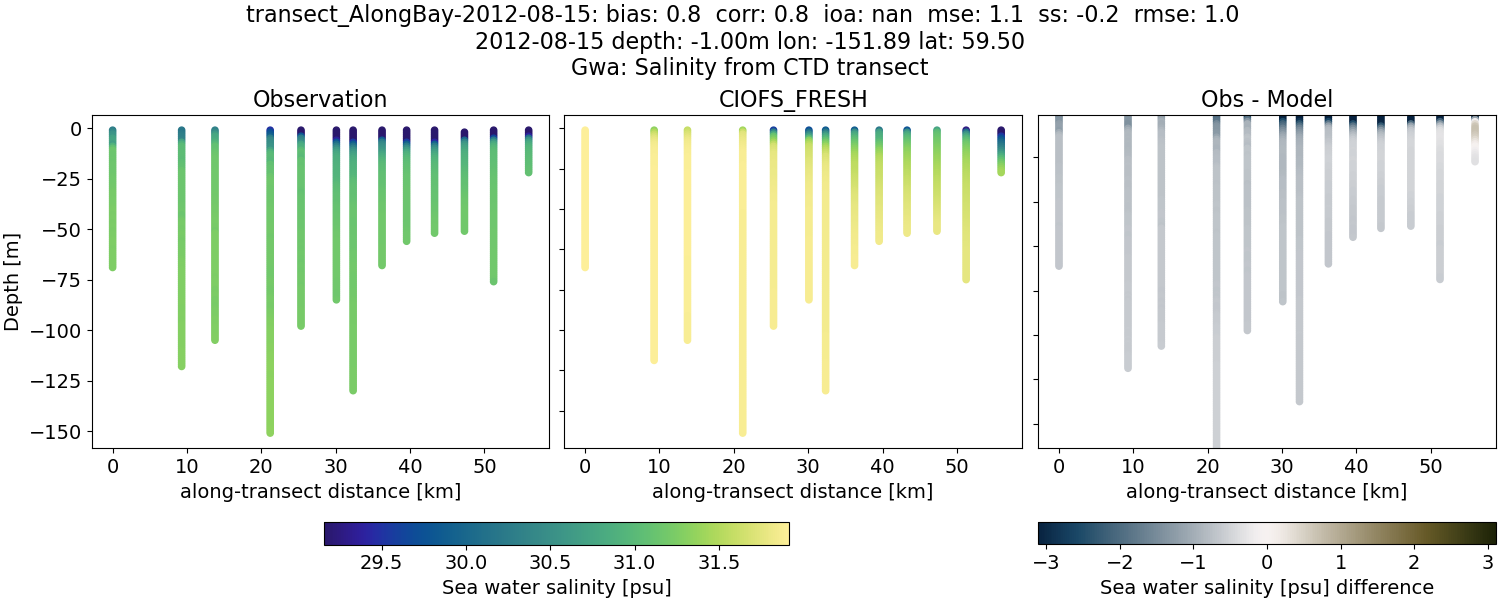 transect_AlongBay-2012-08-15: bias: 0.8  corr: 0.8  ioa: nan  mse: 1.1  ss: -0.2  rmse: 1.0
2012-08-15 depth: -1.00m lon: -151.89 lat: 59.50
Gwa: Salinity from CTD transect
Observation
CIOFS_FRESH
Obs - Model
Depth [m]
0
−25
−50
−75
−100
−125
−150
0 10 20 30 40 50
0 10 20 30 40 50
0 10 20 30 40 50
along-transect distance [km]
along-transect distance [km]
along-transect distance [km]
29.5 30.0 30.5 31.0 31.5
Sea water salinity [psu]
−3 −2 −1 0 1 2 3
Sea water salinity [psu] difference